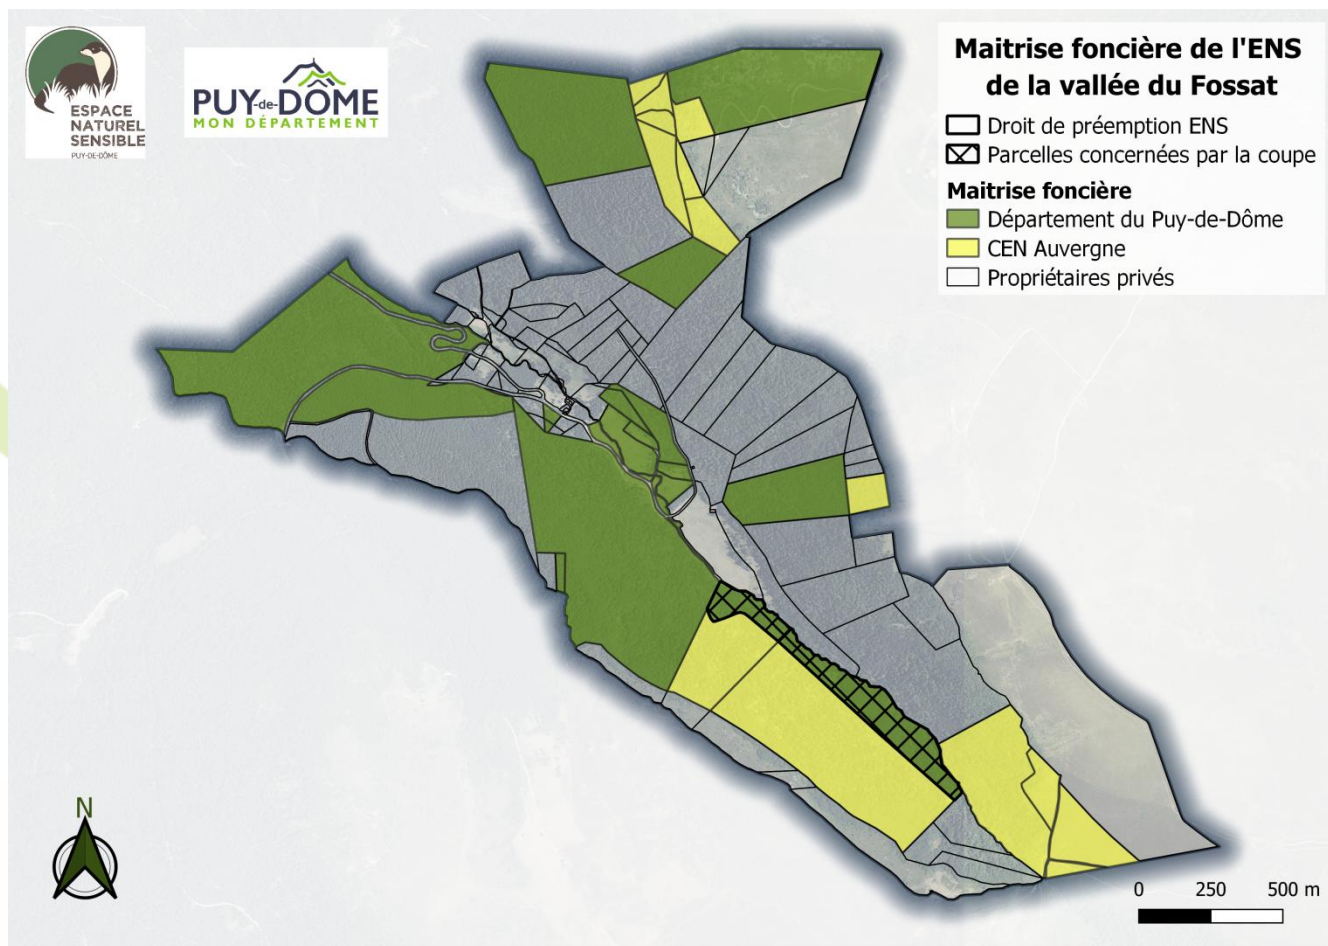 ESPACE
NATUREL
SENSIBLE
PUY-DE-DÔME
PUY-de-DÔME
MON DÉPARTEMENT
Maitrise foncière de l'ENS
de la vallée du Fossat
Droit de préemption ENS
Parcelles concernées par la coupe
Maitrise foncière
Département du Puy-de-Dôme
CEN Auvergne
Propriétaires privés
N
0 250 500 m